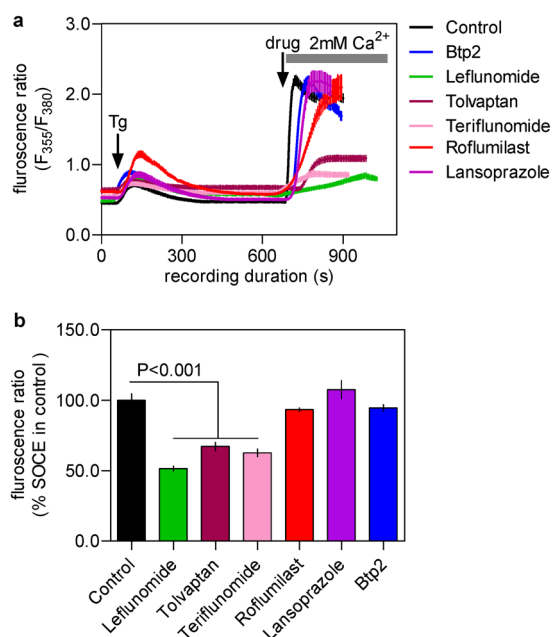 a
fluroscence ratio
(F355/F380)
3.0
2.0
1.0
0.0
Tg
drug
2mM Ca2+
0
300
600
900
recording duration (s)
Control
Btp2
Leflunomide
Tolvaptan
Teriflunomide
Roflumilast
Lansoprazole
b
fluroscence ratio
(% SOCE in control)
150.0
100.0
50.0
0.0
P<0.001
Control
Leflunomide
Tolvaptan
Teriflunomide
Roflumilast
Lansoprazole
Btp2